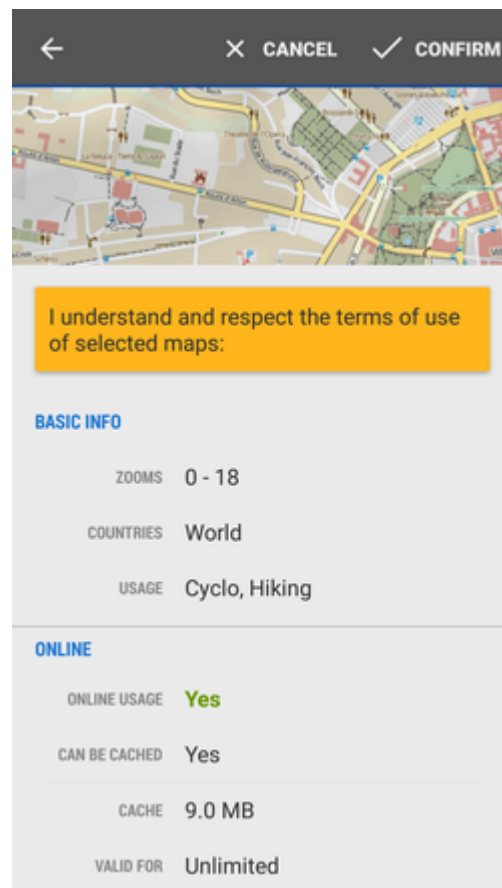 CANCEL CONFIRM
I understand and respect the terms of use
of selected maps:
BASIC INFO
ZOOMS 0 - 18
COUNTRIES World
USAGE Cyclo, Hiking
ONLINE
ONLINE USAGE Yes
CAN BE CACHED Yes
CACHE 9.0 MB
VALID FOR Unlimited